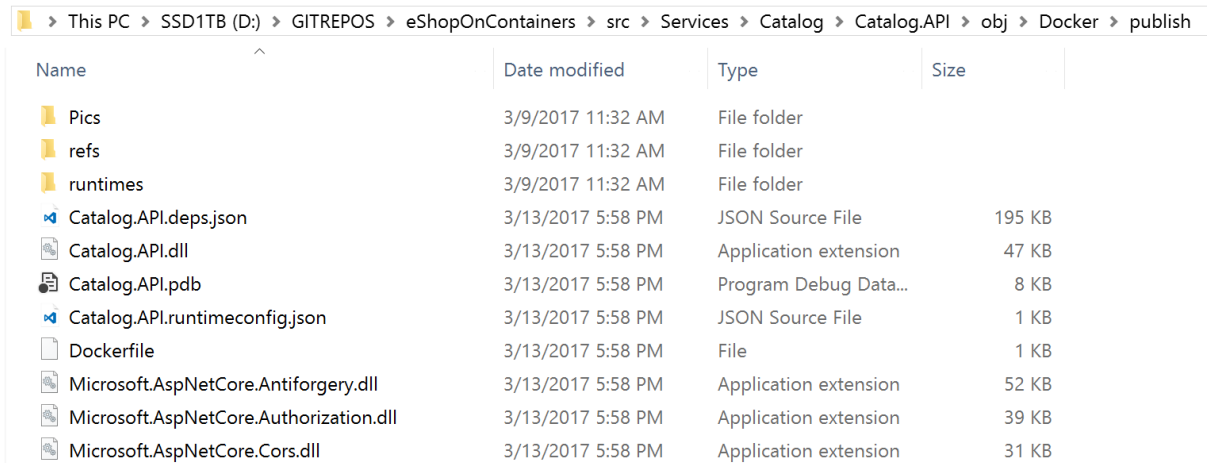 This PC > SSD1TB (D:) > GITREPOS > eShopOnContainers > src > Services > Catalog > Catalog.API > obj > Docker > publish
Name Date modified Type Size
Pics 3/9/2017 11:32 AM File folder
refs 3/9/2017 11:32 AM File folder
runtimes 3/9/2017 11:32 AM File folder
Catalog.API.deps.json 3/13/2017 5:58 PM JSON Source File 195 KB
Catalog.API.dll 3/13/2017 5:58 PM Application extension 47 KB
Catalog.API.pdb 3/13/2017 5:58 PM Program Debug Data... 8 KB
Catalog.API.runtimeconfig.json 3/13/2017 5:58 PM JSON Source File 1 KB
Dockerfile 3/13/2017 5:58 PM File 1 KB
Microsoft.AspNetCore.Antiforgery.dll 3/13/2017 5:58 PM Application extension 52 KB
Microsoft.AspNetCore.Authorization.dll 3/13/2017 5:58 PM Application extension 39 KB
Microsoft.AspNetCore.Cors.dll 3/13/2017 5:58 PM Application extension 31 KB